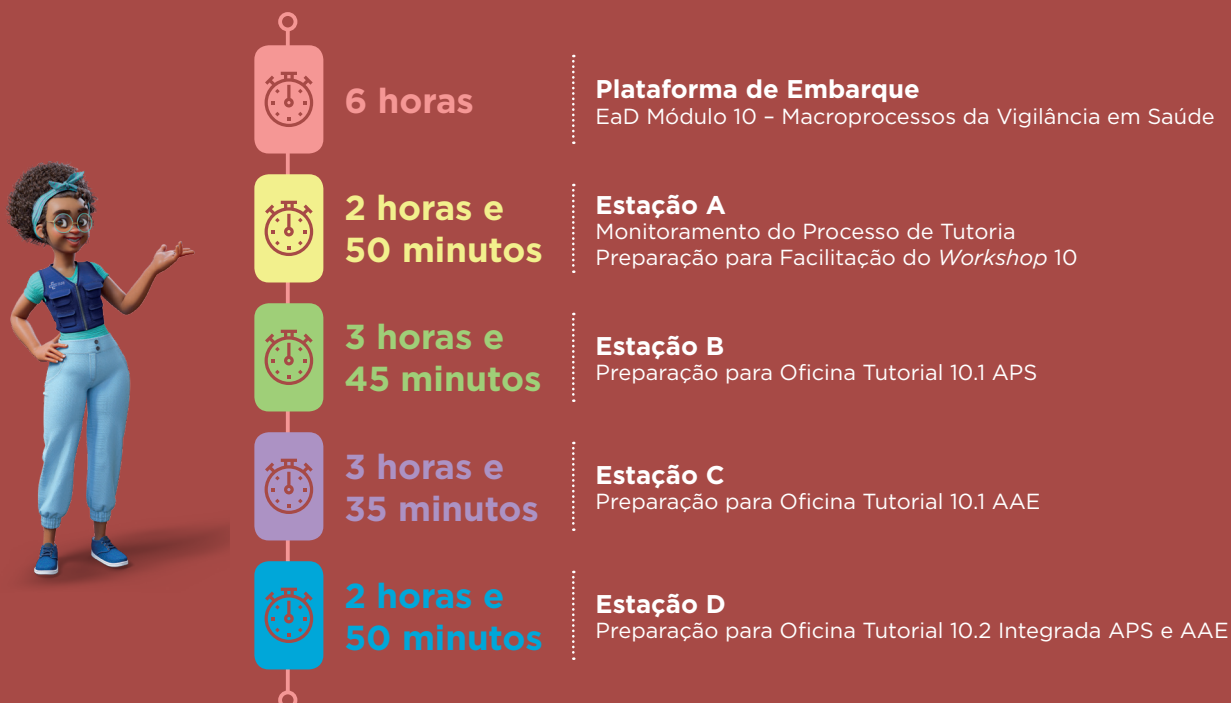 6 horas
Plataforma de Embarque
EaD Módulo 10 – Macroprocessos da Vigilância em Saúde
2 horas e
50 minutos
Estação A
Monitoramento do Processo de Tutoria
Preparação para Facilitação do Workshop 10
3 horas e
45 minutos
Estação B
Preparação para Oficina Tutorial 10.1 APS
3 horas e
35 minutos
Estação C
Preparação para Oficina Tutorial 10.1 AAE
2 horas e
50 minutos
Estação D
Preparação para Oficina Tutorial 10.2 Integrada APS e AAE